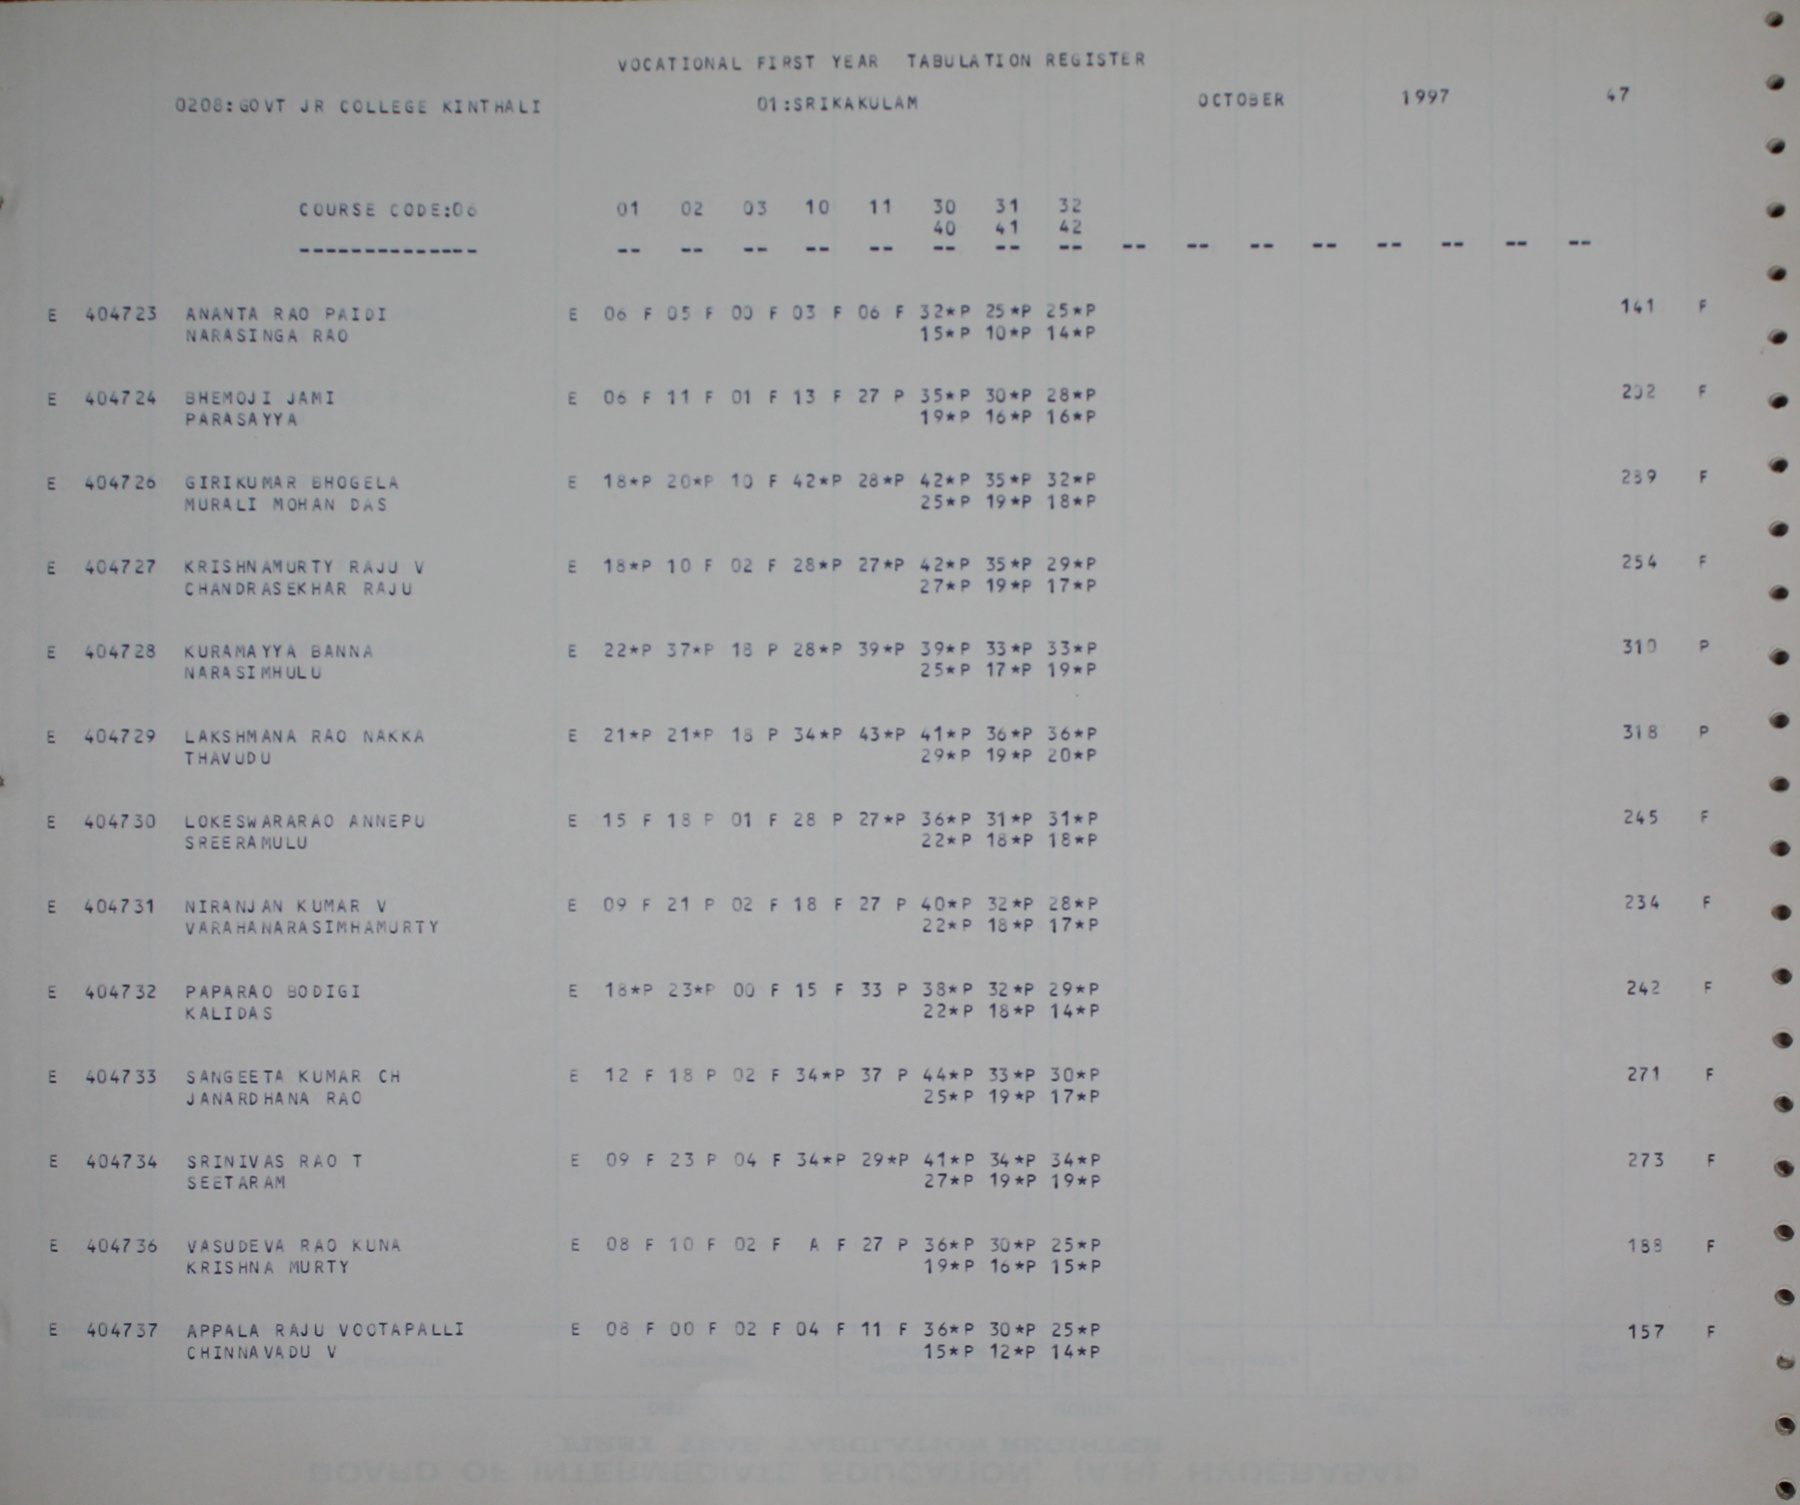 VOCATIONAL FIRST YEAR TABULATION REGISTER
0208:GOVT JR COLLEGE KINTHALI 01:SRIKAKULAM OCTOBER 1997 47
COURSE CODE:06 01 02 03 10 11 30 31 32
40 41 42
-------------- -- -- -- -- -- -- -- -- -- -- -- -- -- -- -- --
E 404723 ANANTA RAO PAIDI E 06 F 05 F 00 F 03 F 06 F 32*P 25*P 25*P 141 F
NARASINGA RAO 15*P 10*P 14*P
E 404724 BHEMOJI JAMI E 06 F 11 F 01 F 13 F 27 P 35*P 30*P 28*P 202 F
PARASAYYA 19*P 16*P 16*P
E 404726 GIRIKUMAR BHOGELA E 18*P 20*P 10 F 42*P 28*P 42*P 35*P 32*P 289 F
MURALI MOHAN DAS 25*P 19*P 18*P
E 404727 KRISHNAMURTY RAJU V E 18*P 10 F 02 F 28*P 27*P 42*P 35*P 29*P 254 F
CHANDRASEKHAR RAJU 27*P 19*P 17*P
E 404728 KURAMAYYA BANNA E 22*P 37*P 18 P 28*P 39*P 39*P 33*P 33*P 310 P
NARASIMHULU 25*P 17*P 19*P
E 404729 LAKSHMANA RAO NAKKA E 21*P 21*P 18 P 34*P 43*P 41*P 36*P 36*P 318 P
THAVUDU 29*P 19*P 20*P
E 404730 LOKESWARARAO ANNEPU E 15 F 18 P 01 F 28 P 27*P 36*P 31*P 31*P 245 F
SREERAMULU 22*P 18*P 18*P
E 404731 NIRANJAN KUMAR V E 09 F 21 P 02 F 18 F 27 P 40*P 32*P 28*P 234 F
VARAHANARASIMHAMURTY 22*P 18*P 17*P
E 404732 PAPARAO BODIGI E 18*P 23*P 00 F 15 F 33 P 38*P 32*P 29*P 242 F
KALIDAS 22*P 18*P 14*P
E 404733 SANGEETA KUMAR CH E 12 F 18 P 02 F 34*P 37 P 44*P 33*P 30*P 271 F
JANARDHANA RAO 25*P 19*P 17*P
E 404734 SRINIVAS RAO T E 09 F 23 P 04 F 34*P 29*P 41*P 34*P 34*P 273 F
SEETARAM 27*P 19*P 19*P
E 404736 VASUDEVA RAO KUNA E 08 F 10 F 02 F A F 27 P 36*P 30*P 25*P 188 F
KRISHNA MURTY 19*P 16*P 15*P
E 404737 APPALA RAJU VOOTAPALLI E 08 F 00 F 02 F 04 F 11 F 36*P 30*P 25*P 157 F
CHINNAVADU V 15*P 12*P 14*P
FIRST YEAR TABULATION REGISTER
BOARD OF INTERMEDIATE EDUCATION, (A.P) HYDERABAD